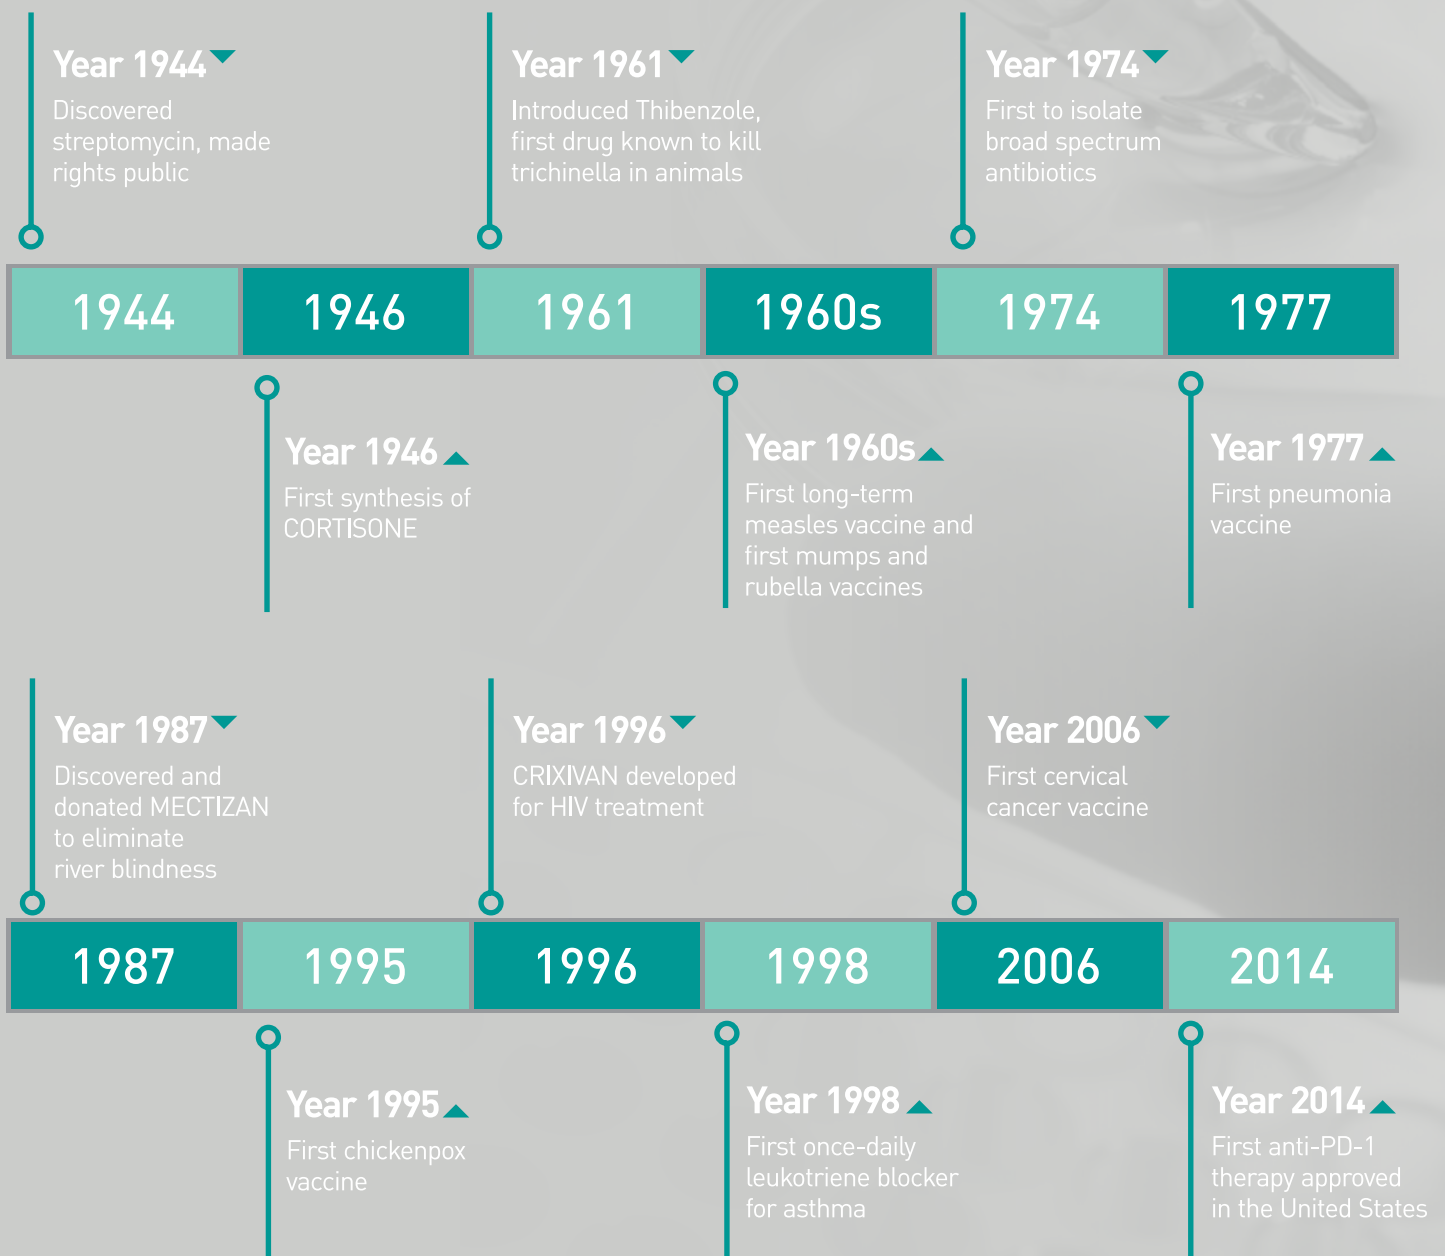 Year 1944
Discovered
streptomycin, made
rights public
Year 1961
Introduced Thibenzole,
first drug known to kill
trichinella in animals
Year 1974
First to isolate
broad spectrum
antibiotics
1944
1946
1961
1960s
1974
1977
Year 1946
First synthesis of
CORTISONE
Year 1960s
First long-term
measles vaccine and
first mumps and
rubella vaccines
Year 1977
First pneumonia
vaccine
Year 1987
Discovered and
donated MECTIZAN
to eliminate
river blindness
Year 1996
CRIXIVAN developed
for HIV treatment
Year 2006
First cervical
cancer vaccine
1987
1995
1996
1998
2006
2014
Year 1995
First chickenpox
vaccine
Year 1998
First once-daily
leukotriene blocker
for asthma
Year 2014
First anti-PD-1
therapy approved
in the United States